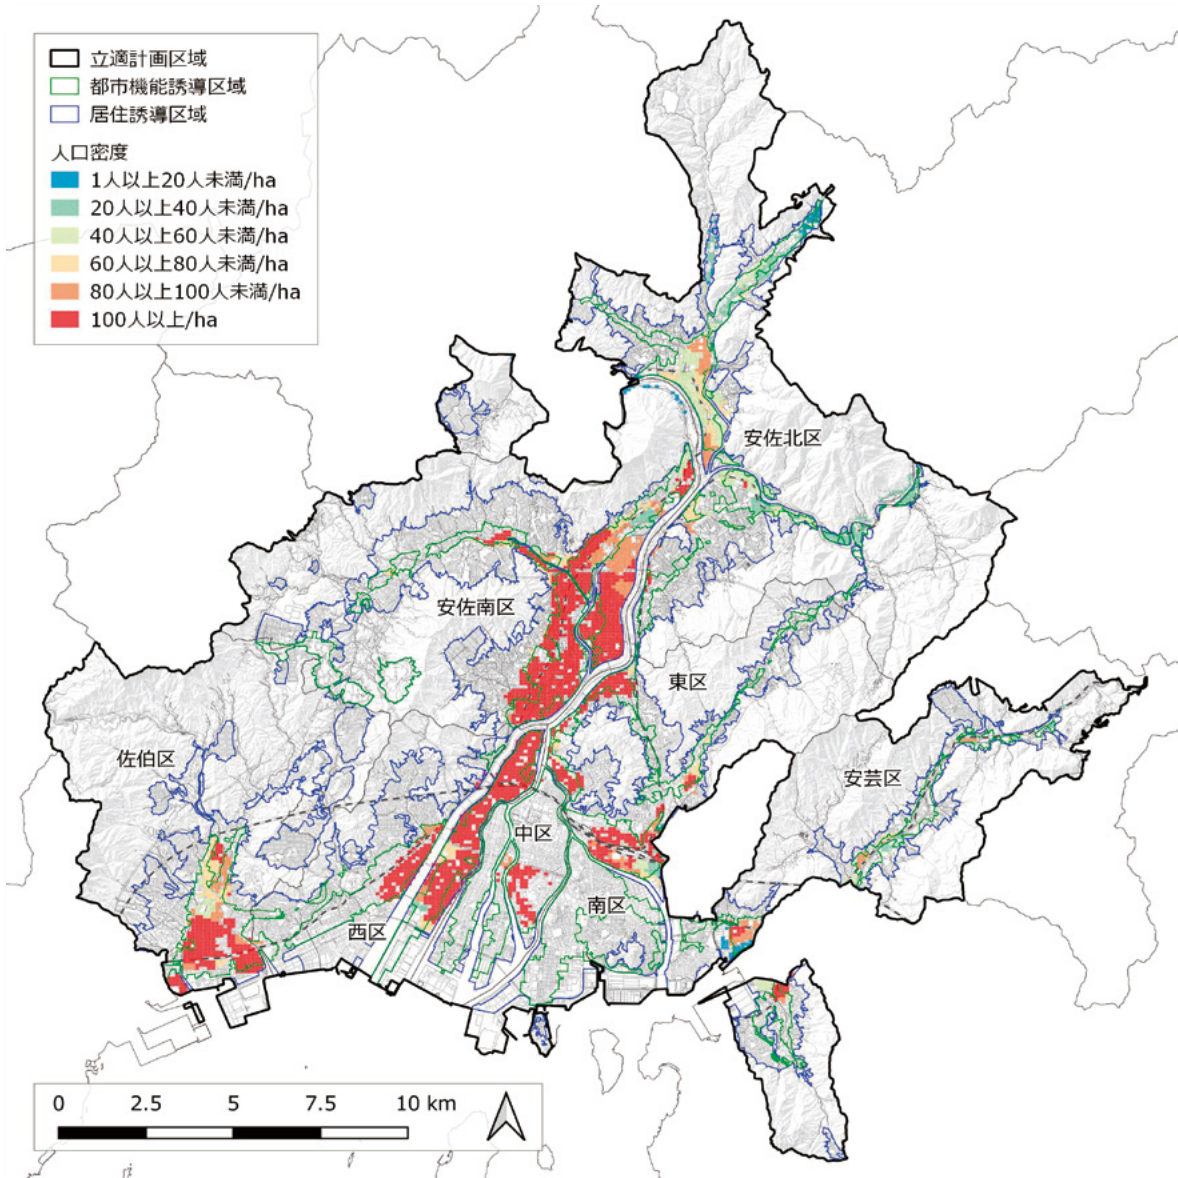 立適計画区域
都市機能誘導区域
居住誘導区域
人口密度
1人以上20人未満/ha
20人以上40人未満/ha
40人以上60人未満/ha
60人以上80人未満/ha
80人以上100人未満/ha
100人以上/ha
安佐北区
安佐南区
東区
佐伯区
安芸区
中区
南区
西区
0 2.5 5 7.5 10 km